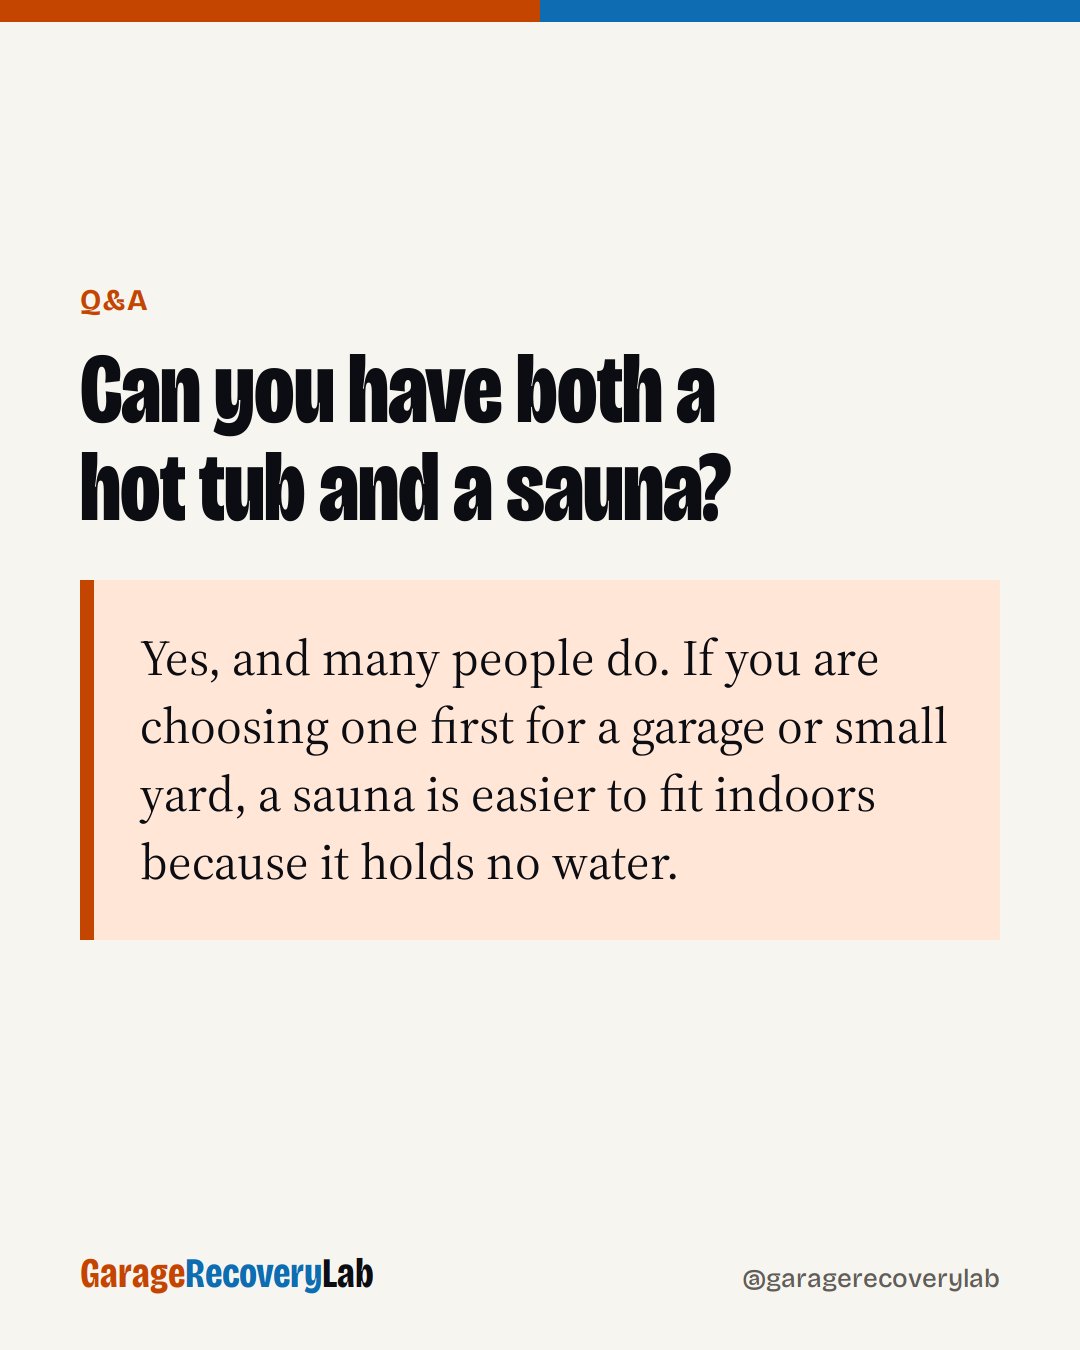 Q&A
Can you have both a
hot tub and a sauna?
Yes, and many people do. If you are
choosing one first for a garage or small
yard, a sauna is easier to fit indoors
because it holds no water.
GarageRecoveryLab
@garagerecoverylab